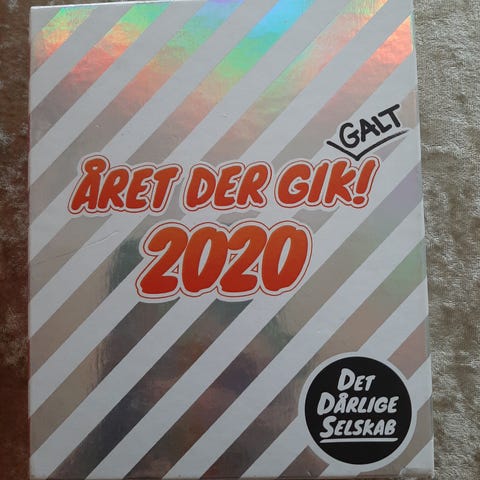 GALT
ÅRET DER GIK!
2020
DET
DÅRLIGE
SELSKAB